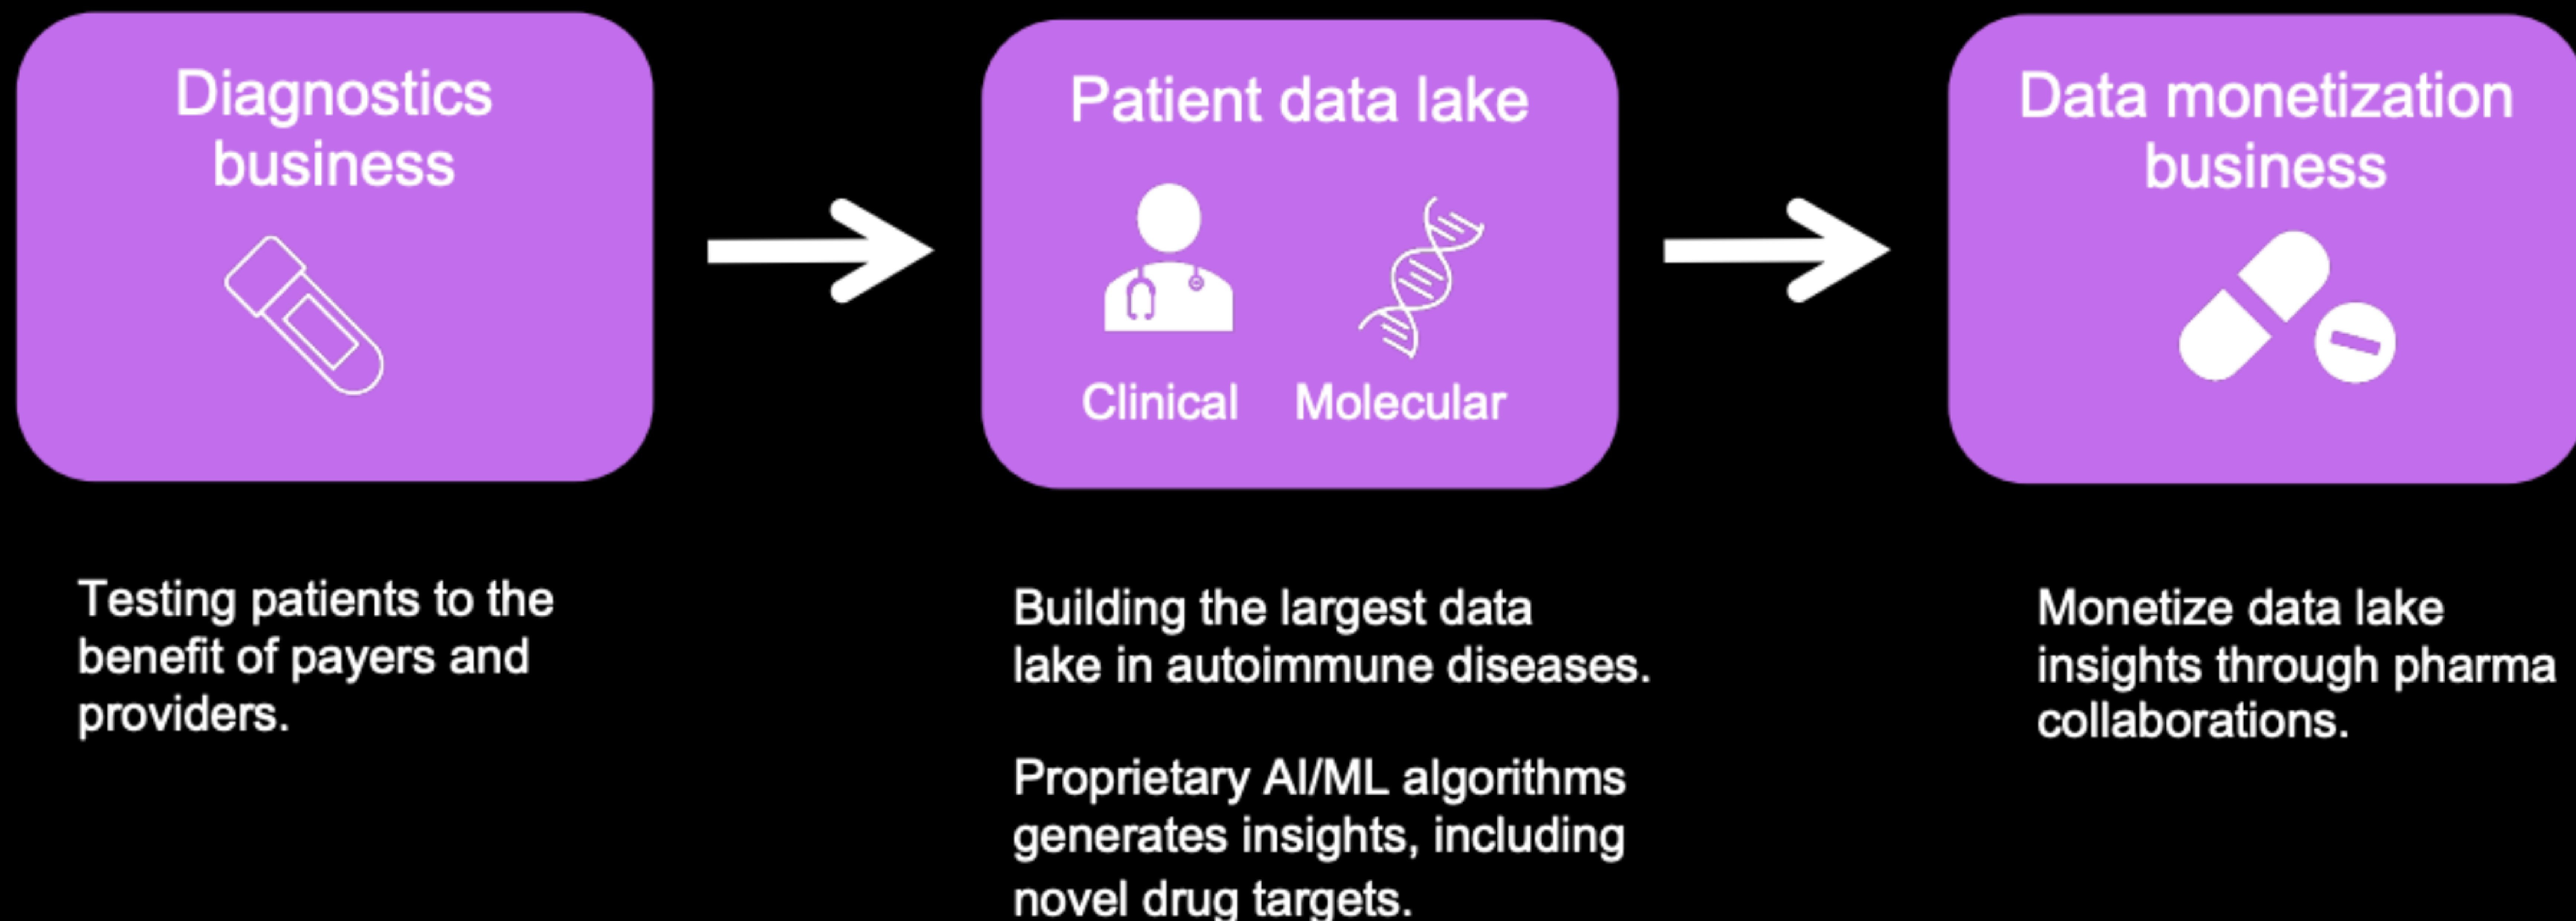 Diagnostics
business
Testing patients to the
benefit of payers and
providers.
Patient data lake
Clinical
Molecular
Building the largest data
lake in autoimmune diseases.
Proprietary AI/ML algorithms
generates insights, including
novel drug targets.
Data monetization
business
Monetize data lake
insights through pharma
collaborations.